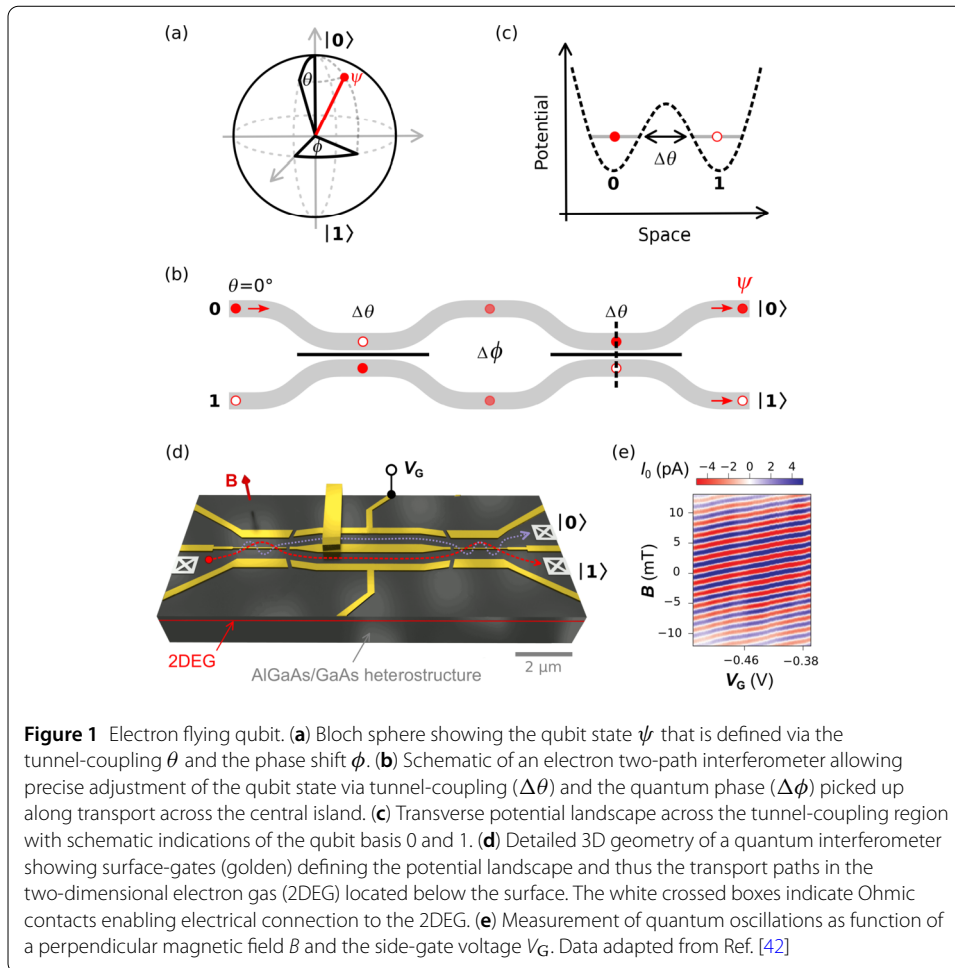 (a)
|0⟩
θ
ψ
ϕ
|1⟩
(c)
Potential
Δθ
0
1
Space
(b)
θ=0°
ψ
0
Δθ
Δθ
|0⟩
Δϕ
1
|1⟩
(d)
V_G
B
|0⟩
|1⟩
2DEG
AlGaAs/GaAs heterostructure
2 μm
(e)
I_0 (pA)
−4 −2 0 2 4
10
5
0
−5
−10
B (mT)
−0.46 −0.38
V_G (V)
Figure 1 Electron flying qubit. (a) Bloch sphere showing the qubit state ψ that is defined via the
tunnel-coupling θ and the phase shift ϕ. (b) Schematic of an electron two-path interferometer allowing
precise adjustment of the qubit state via tunnel-coupling (Δθ) and the quantum phase (Δϕ) picked up
along transport across the central island. (c) Transverse potential landscape across the tunnel-coupling region
with schematic indications of the qubit basis 0 and 1. (d) Detailed 3D geometry of a quantum interferometer
showing surface-gates (golden) defining the potential landscape and thus the transport paths in the
two-dimensional electron gas (2DEG) located below the surface. The white crossed boxes indicate Ohmic
contacts enabling electrical connection to the 2DEG. (e) Measurement of quantum oscillations as function of
a perpendicular magnetic field B and the side-gate voltage V_G. Data adapted from Ref. [42]